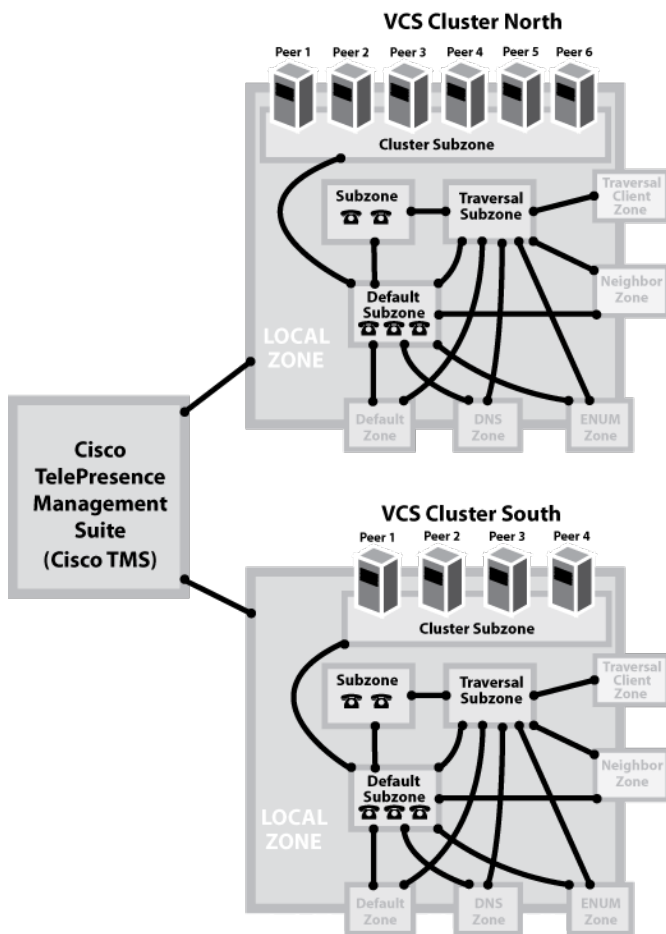 VCS Cluster North
Peer 1 Peer 2 Peer 3 Peer 4 Peer 5 Peer 6
Cluster Subzone
Subzone
Traversal
Subzone
Traversal
Client
Zone
Default
Subzone
Neighbor
Zone
LOCAL
ZONE
Default
Zone
DNS
Zone
ENUM
Zone
Cisco
TelePresence
Management
Suite
(Cisco TMS)
VCS Cluster South
Peer 1 Peer 2 Peer 3 Peer 4
Cluster Subzone
Subzone
Traversal
Subzone
Traversal
Client
Zone
Default
Subzone
Neighbor
Zone
LOCAL
ZONE
Default
Zone
DNS
Zone
ENUM
Zone